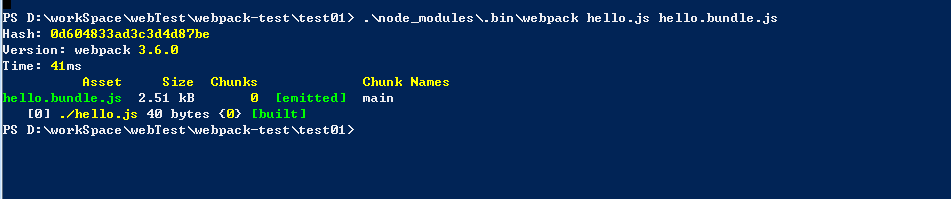 PS D:\workSpace\webTest\webpack-test\test01> .\node_modules\.bin\webpack hello.js hello.bundle.js
Hash: 0d604833ad3c3d4d87be
Version: webpack 3.6.0
Time: 41ms
Asset Size Chunks Chunk Names
hello.bundle.js 2.51 kB 0 [emitted] main
[0] ./hello.js 40 bytes {0} [built]
PS D:\workSpace\webTest\webpack-test\test01>